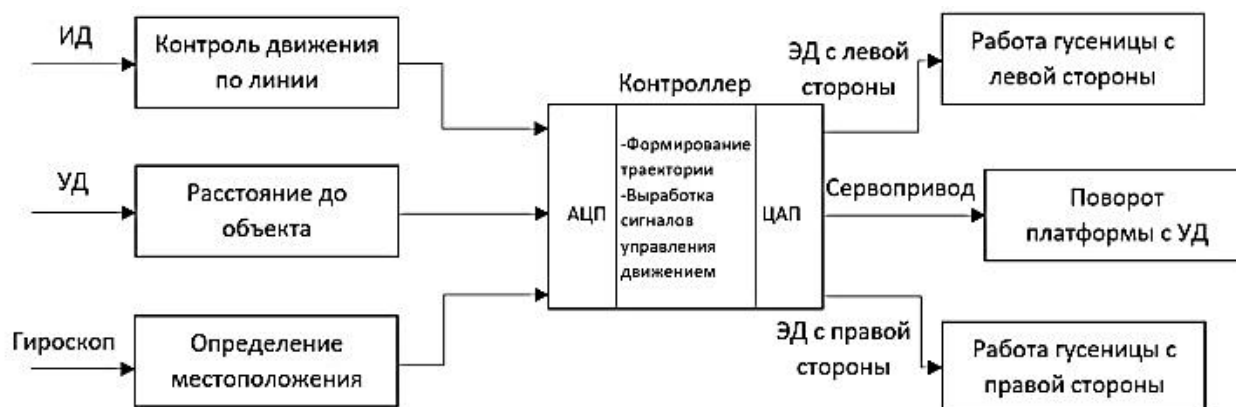 ИД
Контроль движения
по линии
УД
Расстояние до
объекта
Гироскоп
Определение
местоположения
Контроллер
АЦП
-Формирование
траектории
-Выработка
сигналов
управления
движением
ЦАП
ЭД с левой
стороны
Работа гусеницы с
левой стороны
Сервопривод
Поворот
платформы с УД
ЭД с правой
стороны
Работа гусеницы с
правой стороны